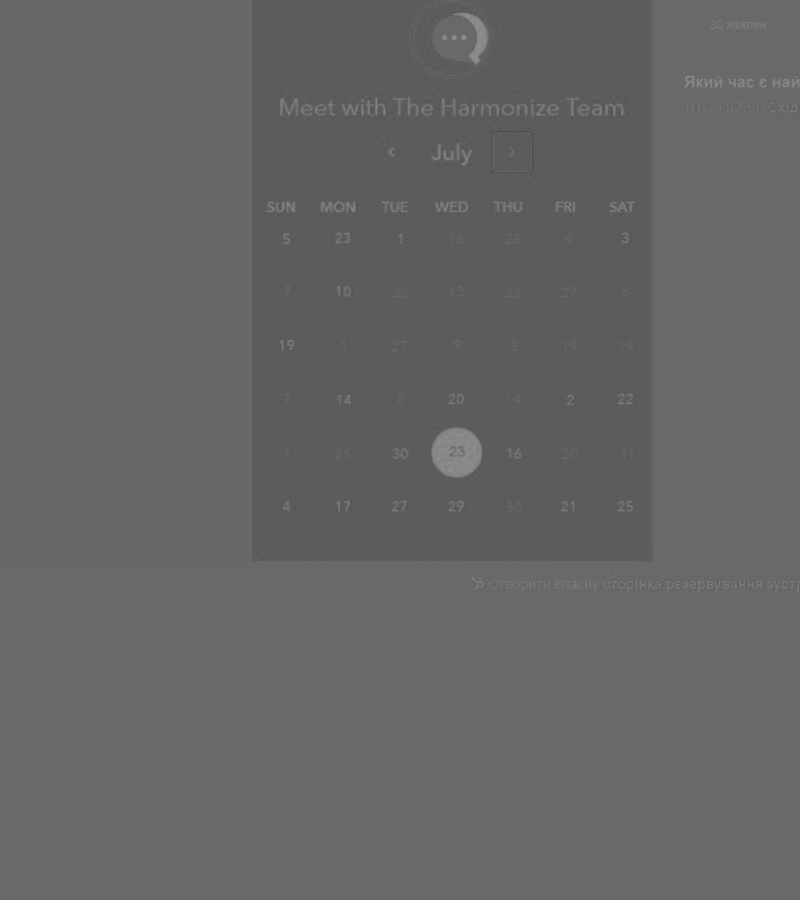 30 хвилин
Meet with The Harmonize Team
Який час є най
UTC +02:00 Схід
July
SUN MON TUE WED THU FRI SAT
5 23 1 18 28 6 3
7 10 22 13 22 27 6
19 1 27 9 3 19 19
7 14 6 20 14 2 22
1 25 30 23 16 20 31
4 17 27 29 30 21 25
Створити власну сторінка резервування зустр